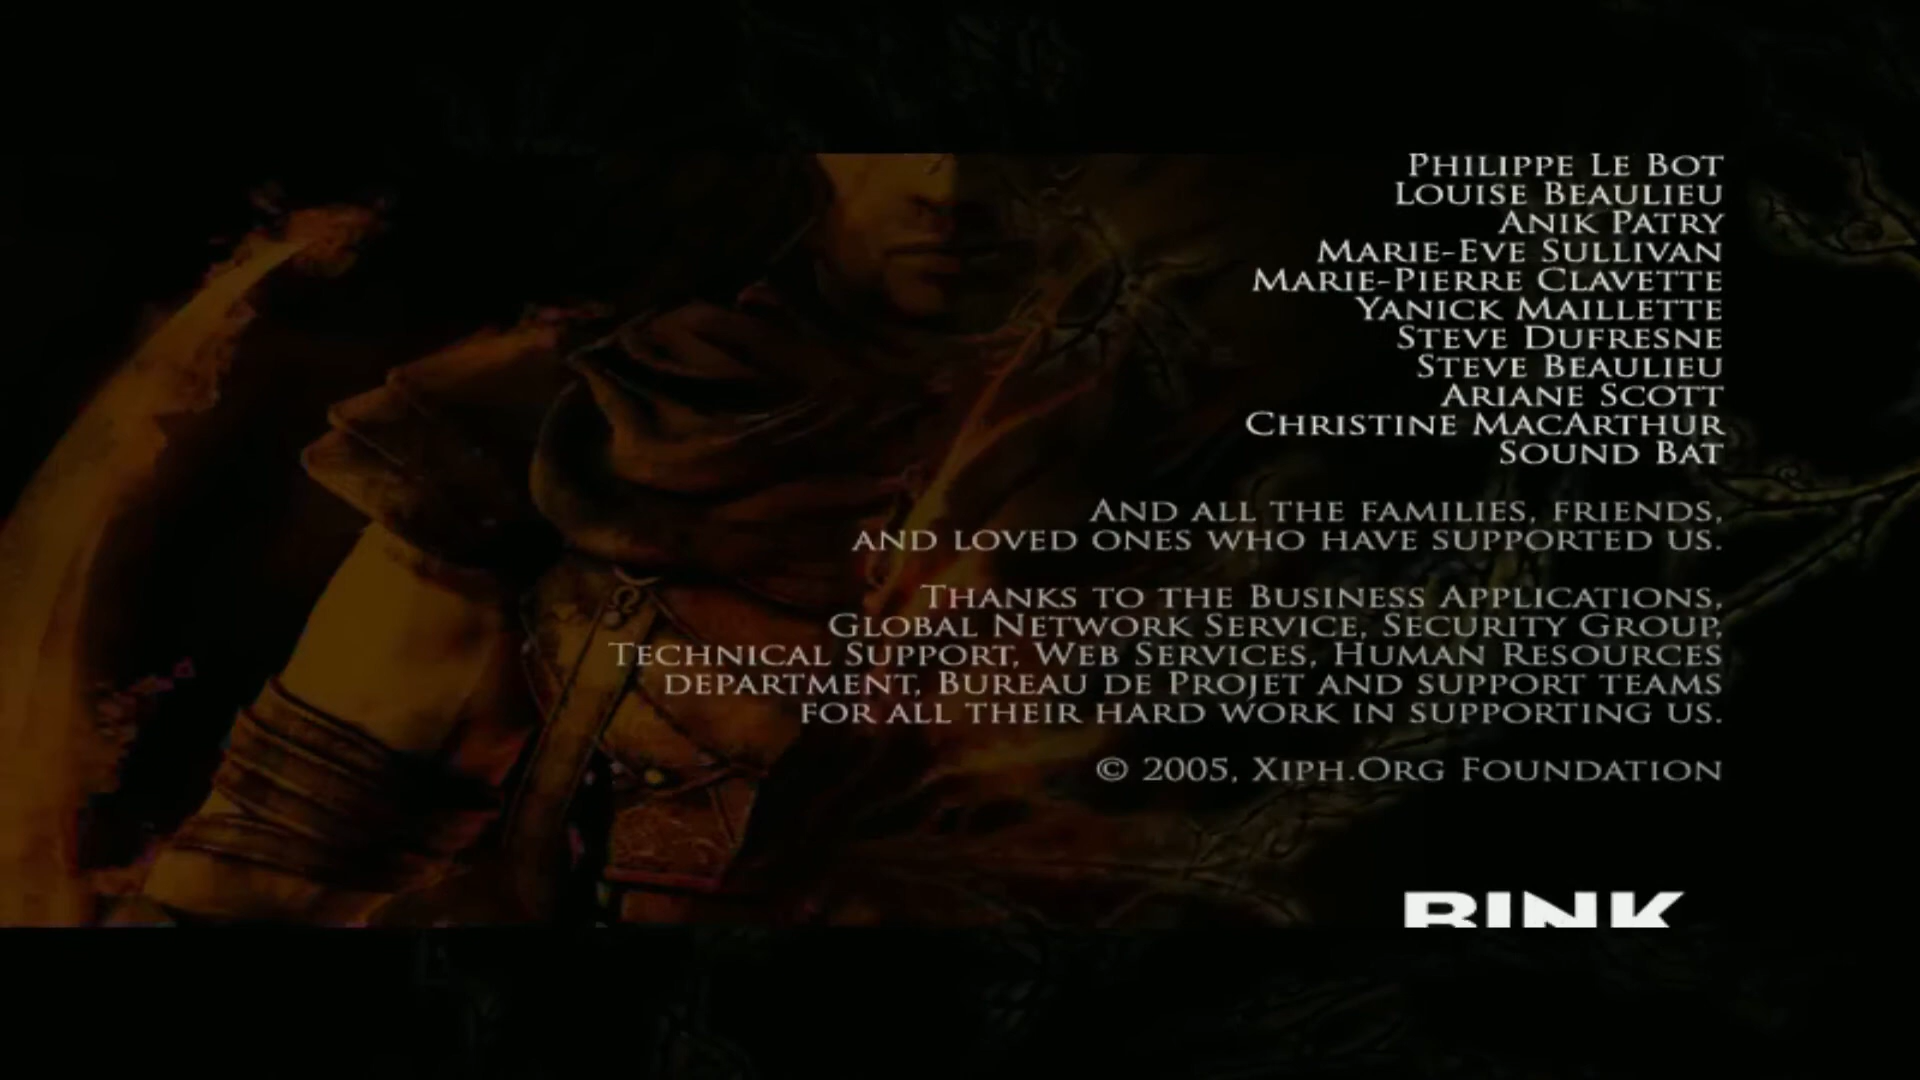 Philippe Le Bot
Louise Beaulieu
Anik Patry
Marie-Eve Sullivan
Marie-Pierre Clavette
Yanick Maillette
Steve Dufresne
Steve Beaulieu
Ariane Scott
Christine MacArthur
Sound Bat
And all the families, friends,
and loved ones who have supported us.
Thanks to the Business Applications,
Global Network Service, Security Group,
Technical Support, Web Services, Human Resources
department, Bureau de Projet and support teams
for all their hard work in supporting us.
© 2005, Xiph.Org Foundation
BINK